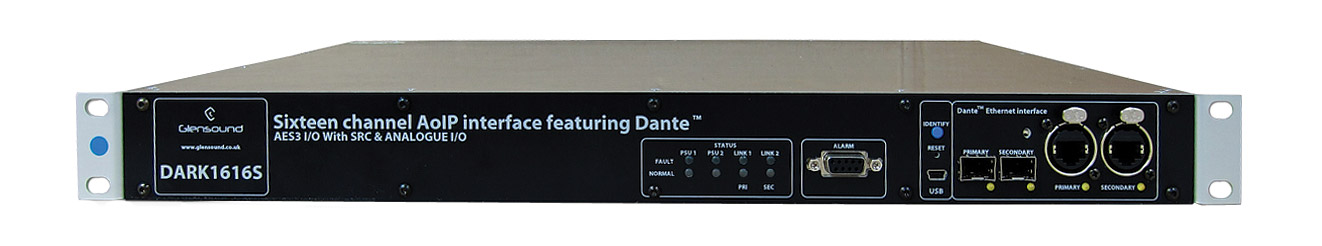 Glensound
www.glensound.co.uk
DARK1616S
Sixteen channel AoIP interface featuring Dante™
AES3 I/O With SRC & ANALOGUE I/O
STATUS
PSU 1 PSU 2 LINK 1 LINK 2
FAULT
NORMAL
PRI SEC
ALARM
IDENTIFY
RESET
USB
Dante™ Ethernet interface
PRIMARY SECONDARY
PRIMARY SECONDARY